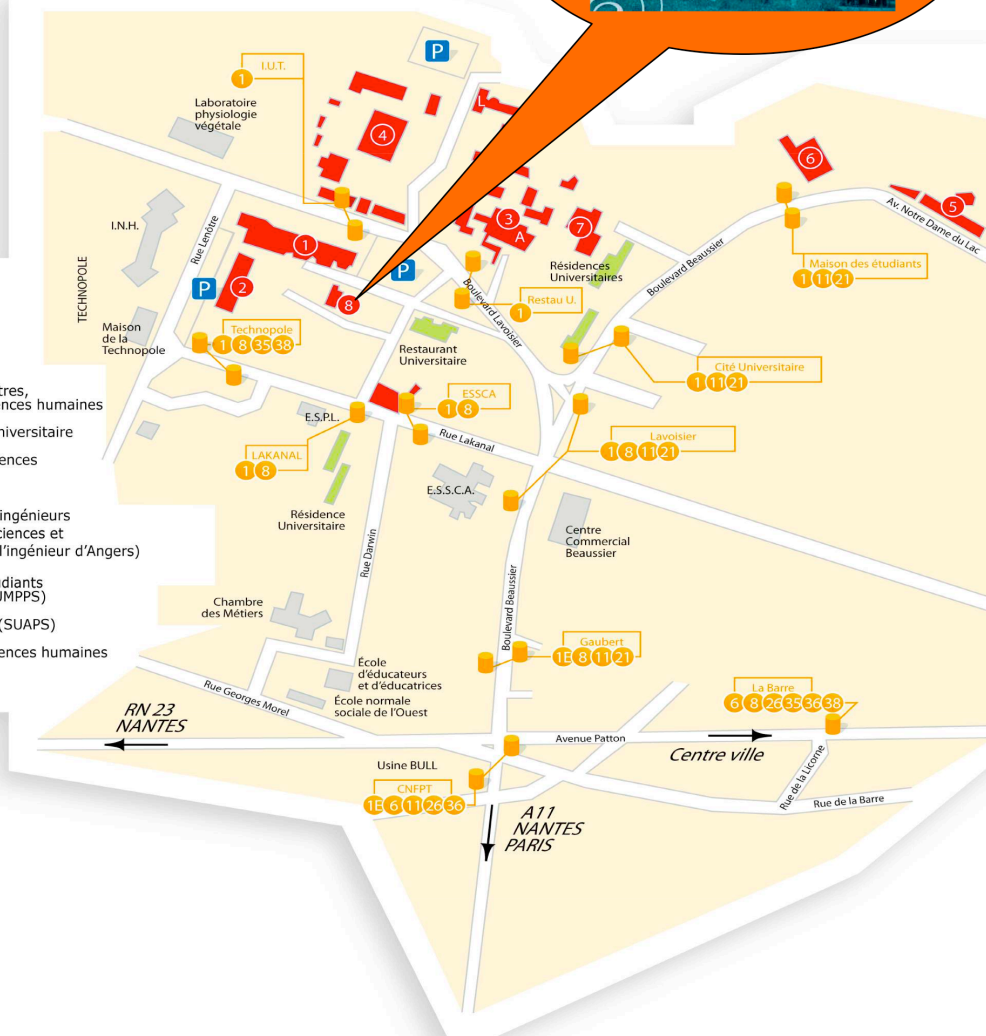 P
I.U.T.
1
Laboratoire
physiologie
végétale
4
L
6
5
Av. Notre Dame du Lac
I.N.H.
Rue Lenôtre
1
3
A
7
Résidences
Universitaires
Boulevard Beaussier
Maison des étudiants
1 11 21
TECHNOPOLE
P
2
8
P
Boulevard Lavoisier
Restau U.
1
Maison
de la
Technopole
Technopole
1 8 35 38
Restaurant
Universitaire
Cité Universitaire
1 11 21
tres,
ences humaines
niversitaire
ences
ingénieurs
ciences et
l'ingénieur d'Angers)
diants
UMPPS)
(SUAPS)
ences humaines
E.S.P.L.
ESSCA
1 8
Rue Lakanal
Lavoisier
1 8 11 21
LAKANAL
1 8
E.S.S.C.A.
Résidence
Universitaire
Centre
Commercial
Beaussier
Rue Darwin
Boulevard Beaussier
Chambre
des Métiers
Gaubert
1E 8 11 21
École
d'éducateurs
et d'éducatrices
École normale
sociale de l'Ouest
Rue Georges Morel
La Barre
6 8 26 35 36 38
RN 23
NANTES
Avenue Patton
Centre ville
Usine BULL
CNFPT
1E 6 11 26 36
Rue de la Licorne
Rue de la Barre
A11
NANTES
PARIS